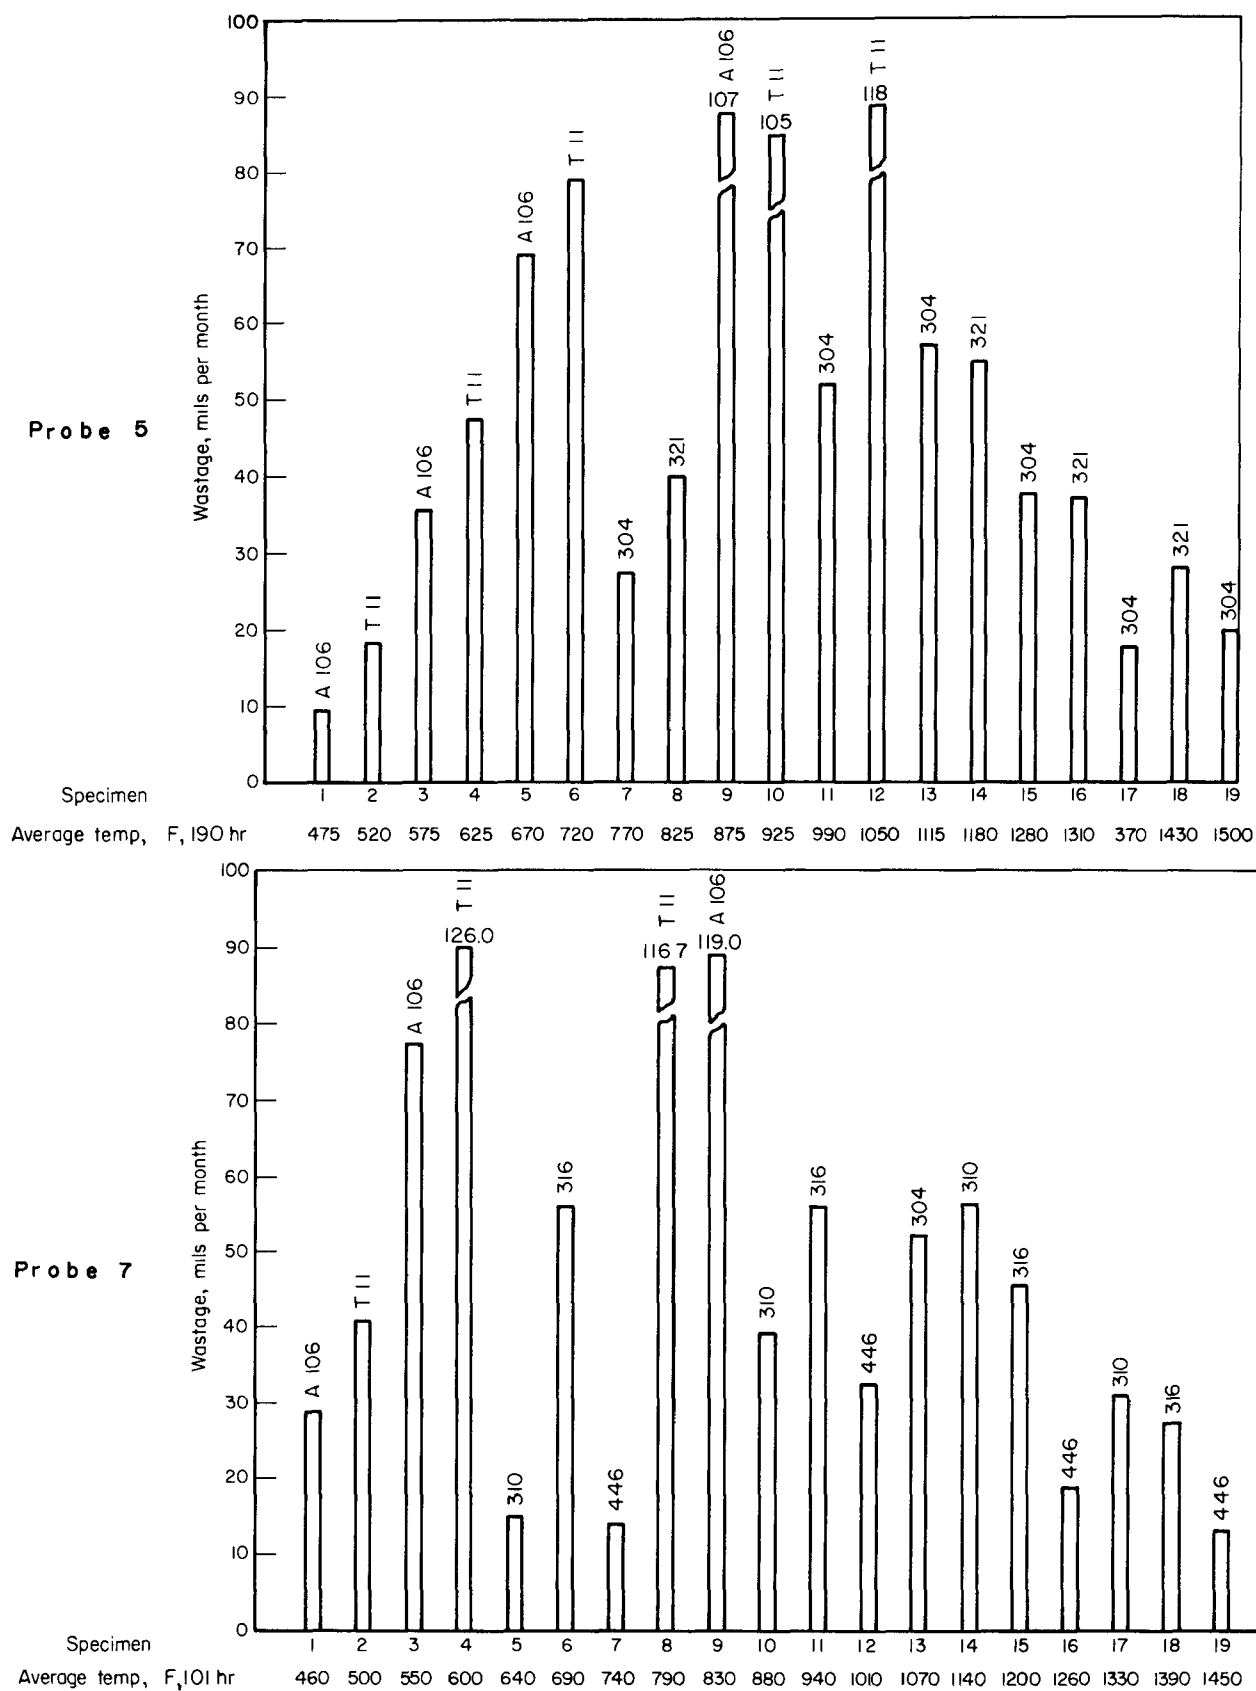 100
90
80
70
60
50
40
30
20
10
0
Wastage, mils per month
Probe 5
A 106
T 11
A 106
T 11
A 106
T 11
304
321
107 A 106
105 T 11
304
118 T 11
304
321
304
321
304
321
304
Specimen 1 2 3 4 5 6 7 8 9 10 11 12 13 14 15 16 17 18 19
Average temp, F, 190 hr 475 520 575 625 670 720 770 825 875 925 990 1050 1115 1180 1280 1310 370 1430 1500
100
90
80
70
60
50
40
30
20
10
0
Wastage, mils per month
Probe 7
A 106
T 11
A 106
126.0 T 11
310
316
446
116 7 T 11
119.0 A 106
310
316
446
304
310
316
446
310
316
446
Specimen 1 2 3 4 5 6 7 8 9 10 11 12 13 14 15 16 17 18 19
Average temp, F, 101 hr 460 500 550 600 640 690 740 790 830 880 940 1010 1070 1140 1200 1260 1330 1390 1450